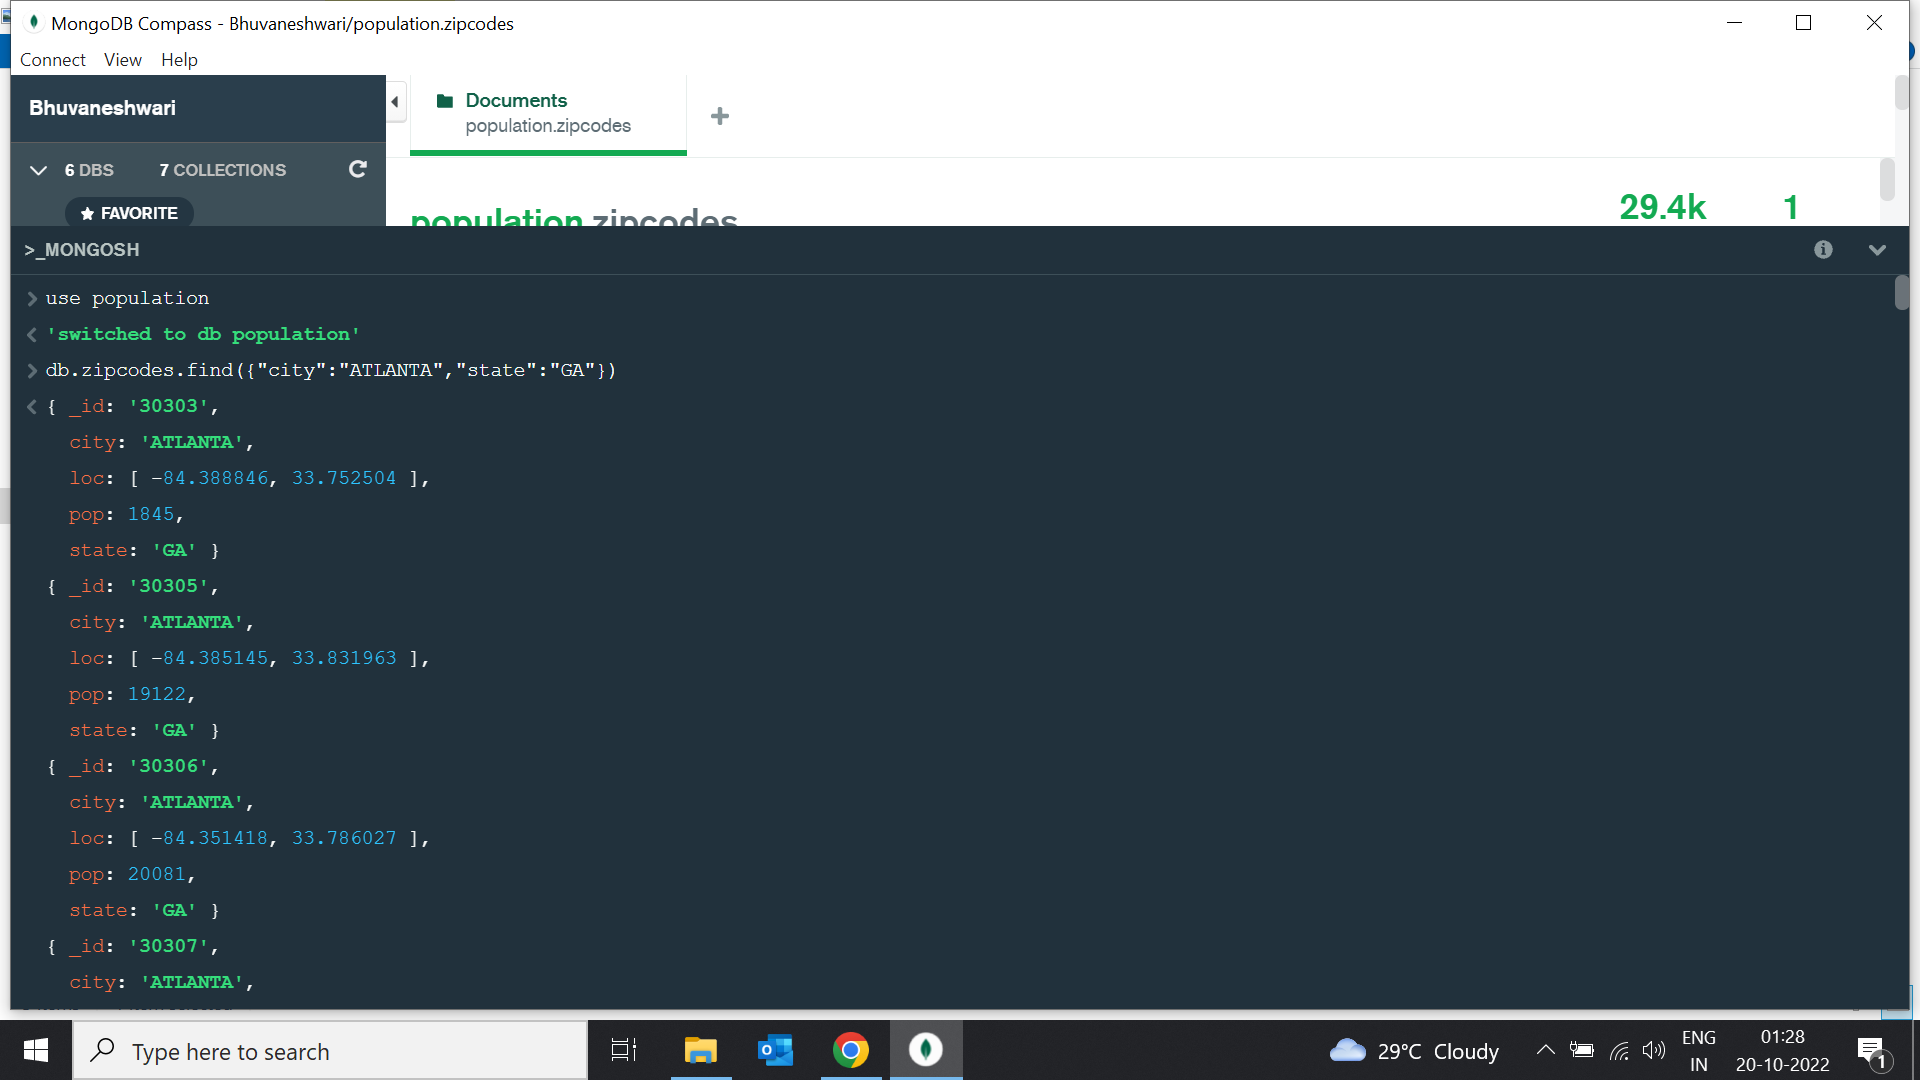 MongoDB Compass - Bhuvaneshwari/population.zipcodes
Connect View Help
Bhuvaneshwari
Documents
population.zipcodes
6 DBS 7 COLLECTIONS
FAVORITE
population.zipcodes
29.4k 1
>_MONGOSH
use population
'switched to db population'
db.zipcodes.find({"city":"ATLANTA","state":"GA"})
{ _id: '30303',
city: 'ATLANTA',
loc: [ -84.388846, 33.752504 ],
pop: 1845,
state: 'GA' }
{ _id: '30305',
city: 'ATLANTA',
loc: [ -84.385145, 33.831963 ],
pop: 19122,
state: 'GA' }
{ _id: '30306',
city: 'ATLANTA',
loc: [ -84.351418, 33.786027 ],
pop: 20081,
state: 'GA' }
{ _id: '30307',
city: 'ATLANTA',
Type here to search
29°C Cloudy
ENG
IN
01:28
20-10-2022
1